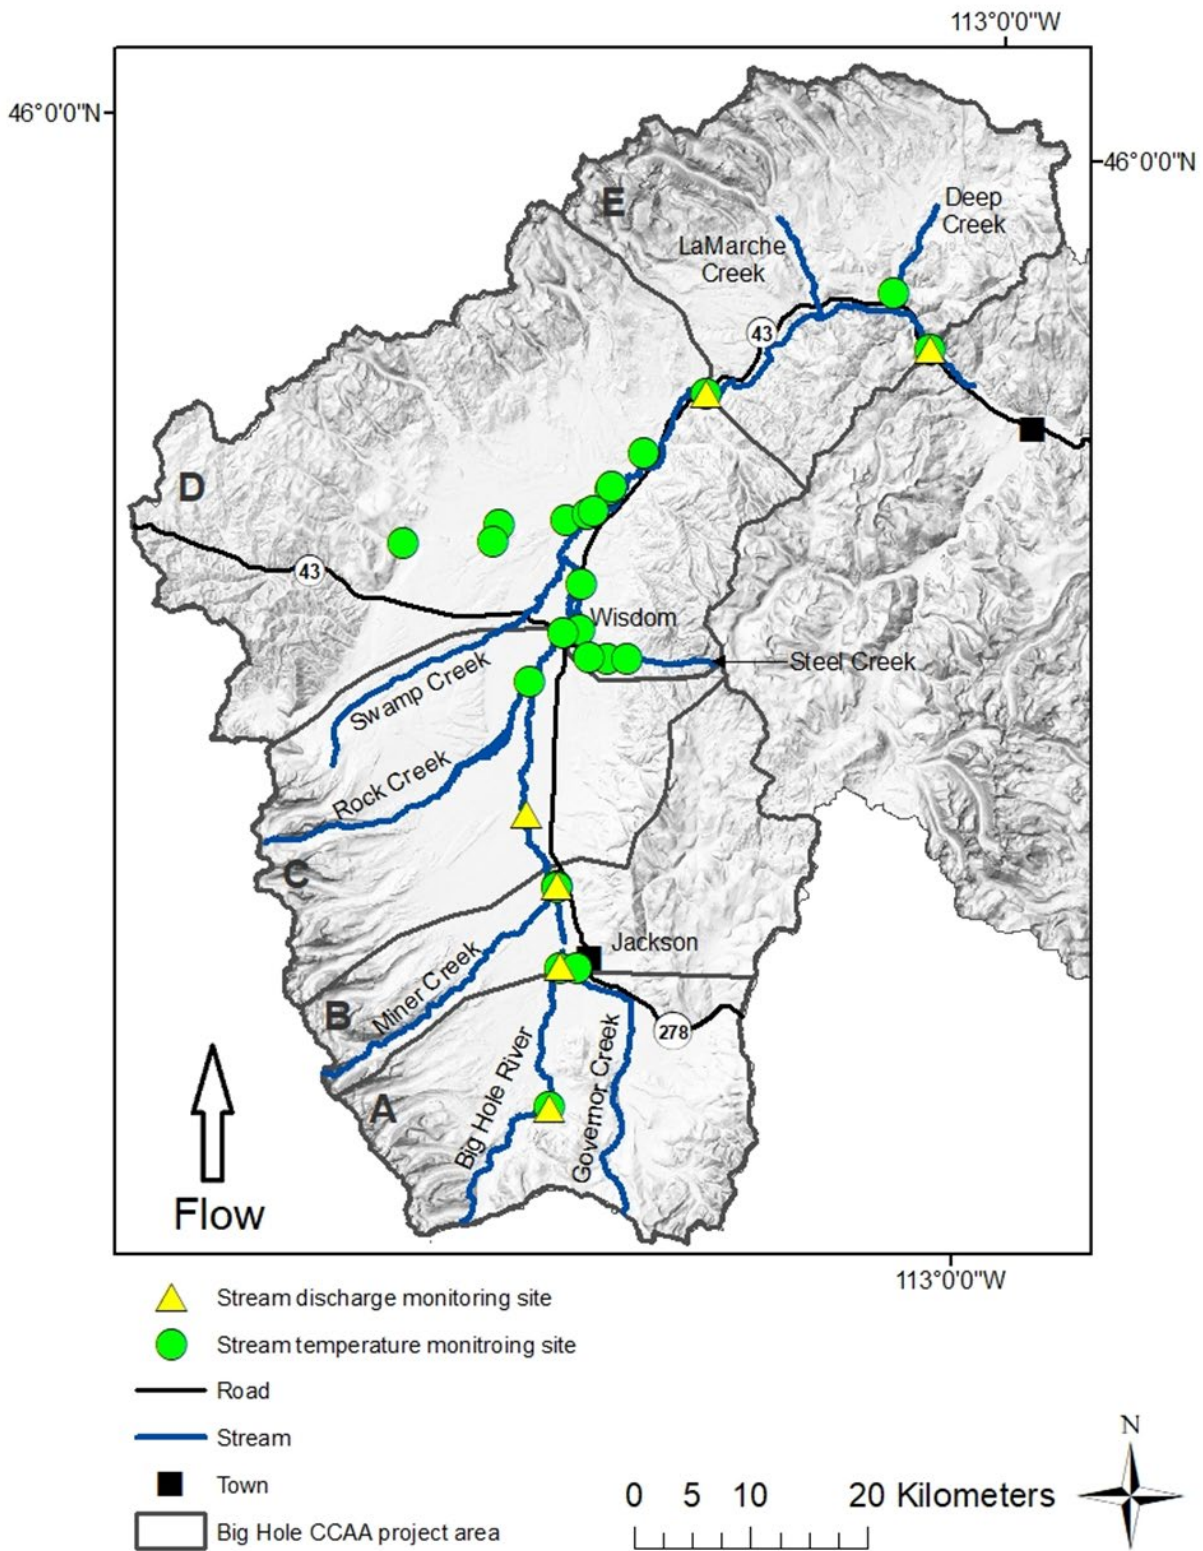 113°0'0"W
46°0'0"N
46°0'0"N
E
Deep
Creek
LaMarche
Creek
43
D
43
Wisdom
Steel Creek
Swamp Creek
Rock Creek
C
Jackson
Miner Creek
B
278
Big Hole River
Governor Creek
A
Flow
113°0'0"W
Stream discharge monitoring site
Stream temperature monitroing site
Road
Stream
Town
Big Hole CCAA project area
N
0 5 10 20 Kilometers